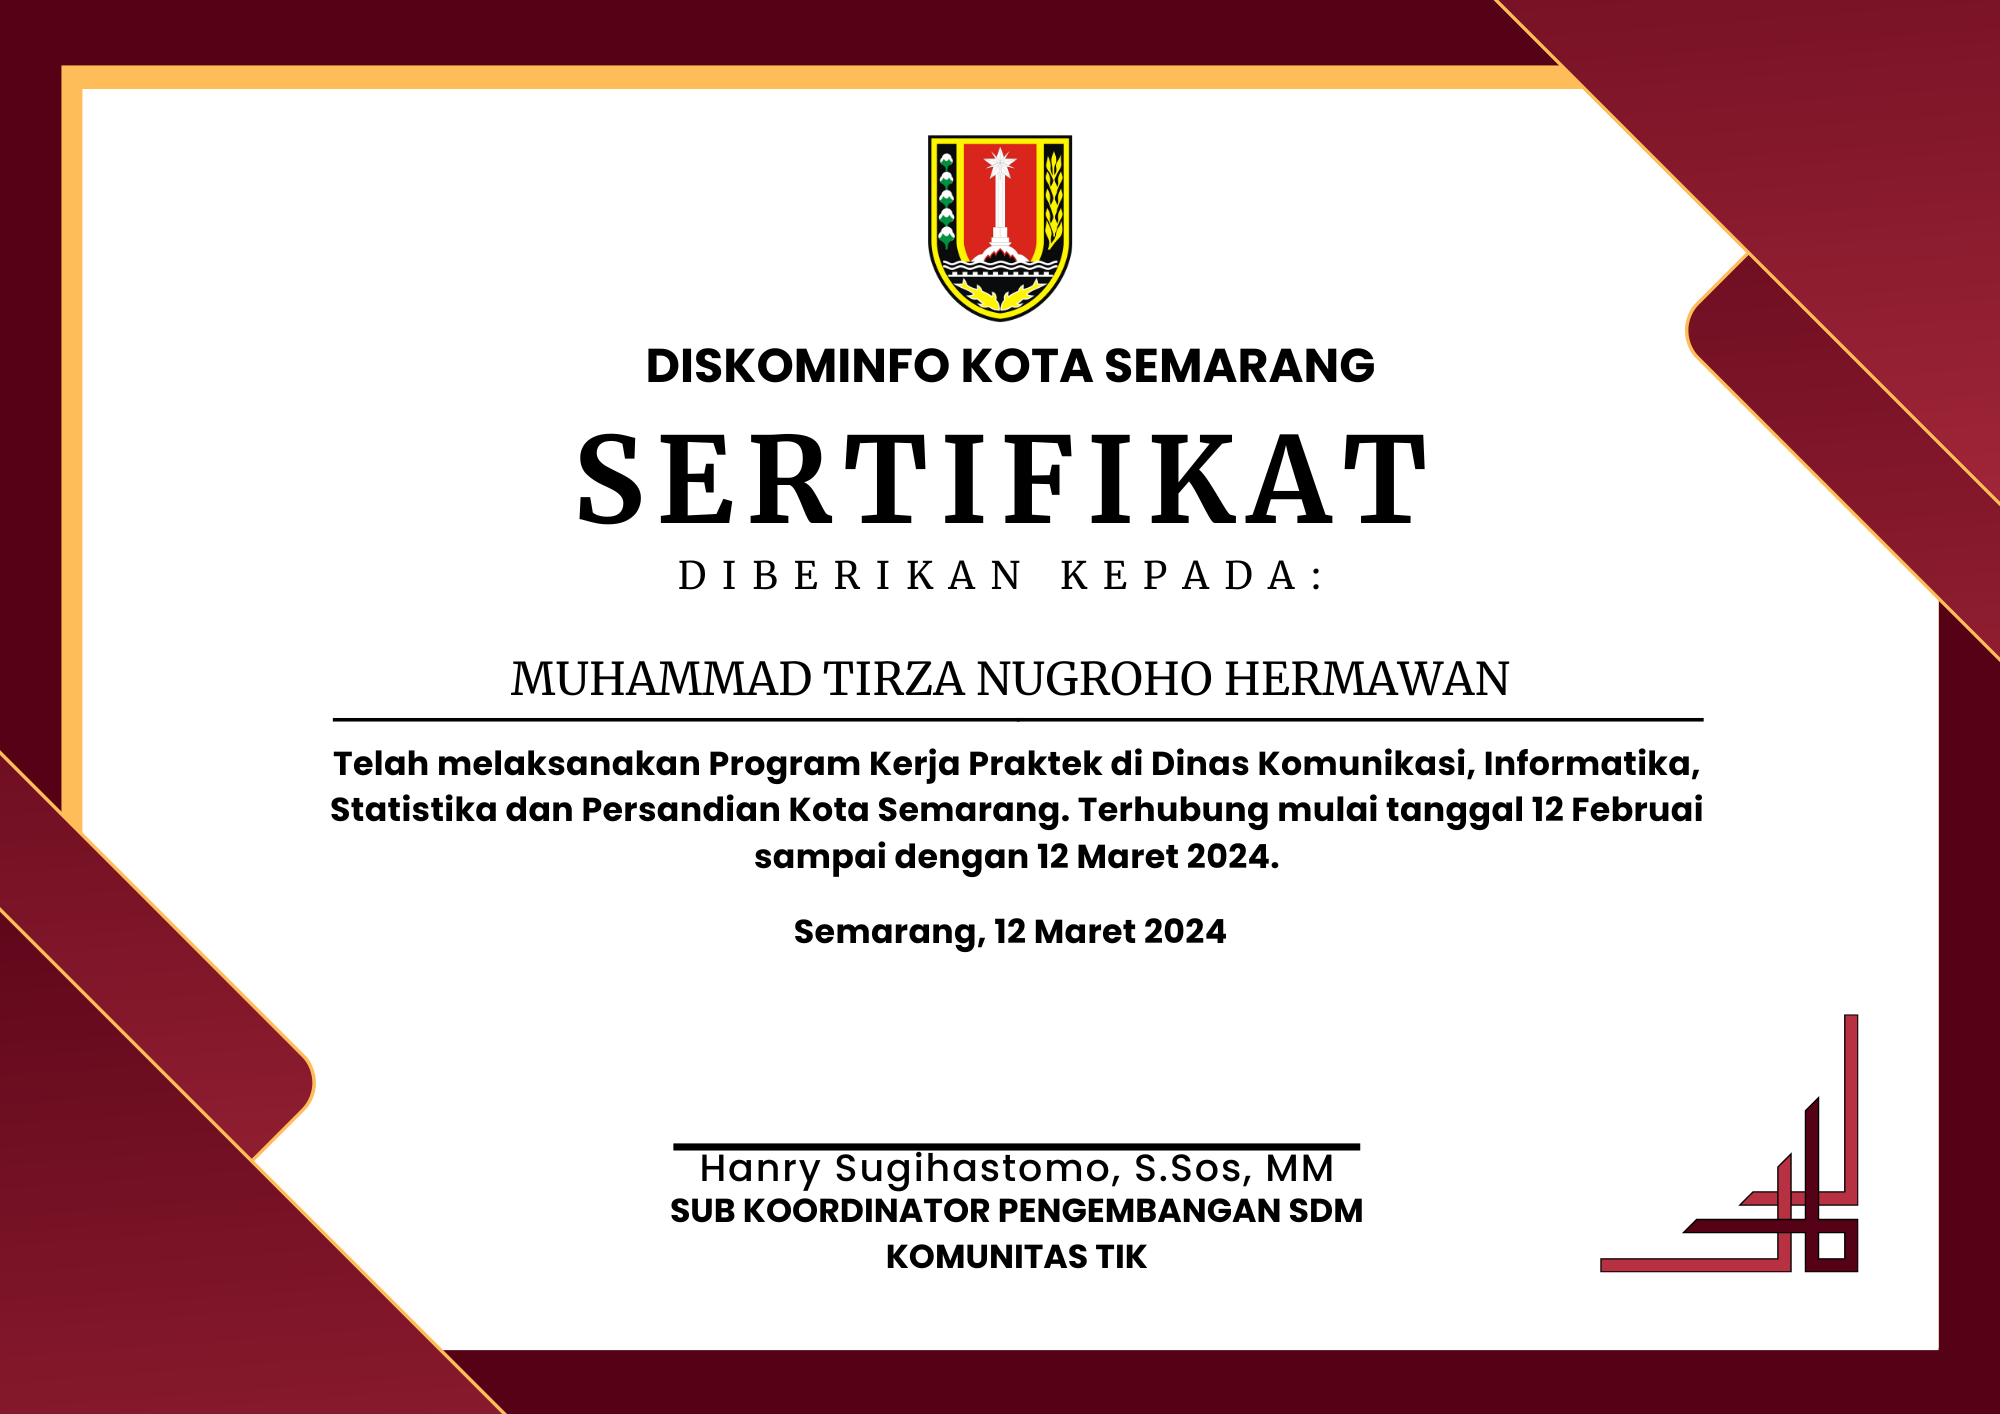 DISKOMINFO KOTA SEMARANG
SERTIFIKAT
DIBERIKAN KEPADA:
MUHAMMAD TIRZA NUGROHO HERMAWAN
Telah melaksanakan Program Kerja Praktek di Dinas Komunikasi, Informatika,
Statistika dan Persandian Kota Semarang. Terhubung mulai tanggal 12 Februai
sampai dengan 12 Maret 2024.
Semarang, 12 Maret 2024
Hanry Sugihastomo, S.Sos, MM
SUB KOORDINATOR PENGEMBANGAN SDM
KOMUNITAS TIK